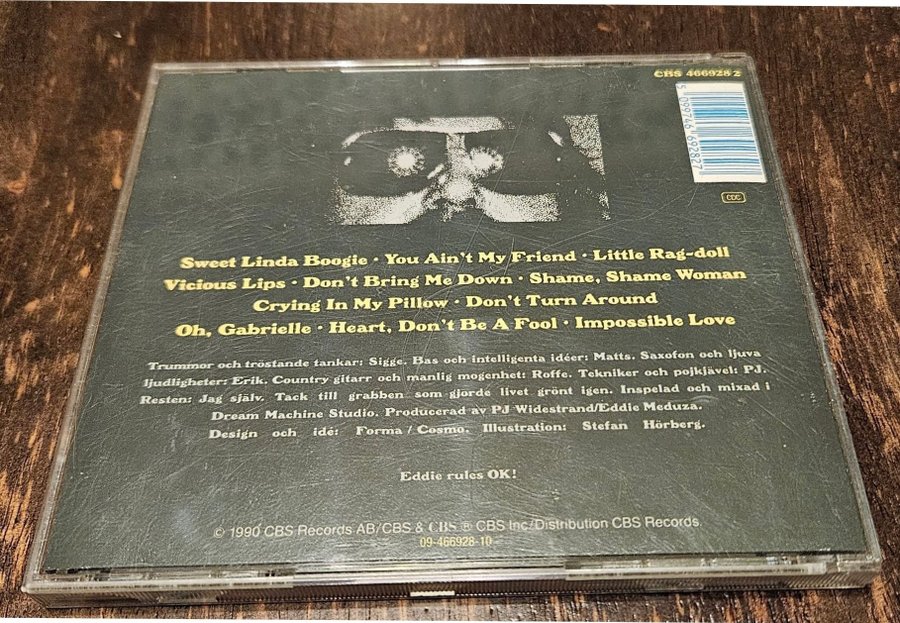 CBS 466928 2
5 099746 692827
CDC
Sweet Linda Boogie · You Ain't My Friend · Little Rag-doll
Vicious Lips · Don't Bring Me Down · Shame, Shame Woman
Crying In My Pillow · Don't Turn Around
Oh, Gabrielle · Heart, Don't Be A Fool · Impossible Love
Trummor och tröstande tankar: Sigge. Bas och intelligenta idéer: Matts. Saxofon och ljuva
ljudligheter: Erik. Country gitarr och manlig mogenhet: Roffe. Tekniker och pojkjävel: PJ.
Resten: Jag själv. Tack till grabben som gjorde livet grönt igen. Inspelad och mixad i
Dream Machine Studio. Producerad av PJ Widestrand/Eddie Meduza.
Design och idé: Forma/Cosmo. Illustration: Stefan Hörberg.
Eddie rules OK!
© 1990 CBS Records AB/CBS & CBS ® CBS Inc/Distribution CBS Records.
09-466928-10